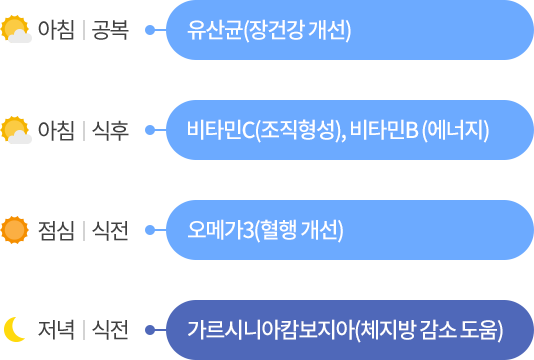 아침 | 공복 유산균(장건강 개선)
아침 | 식후 비타민C(조직형성), 비타민B (에너지)
점심 | 식전 오메가3(혈행 개선)
저녁 | 식전 가르시니아캄보지아(체지방 감소 도움)